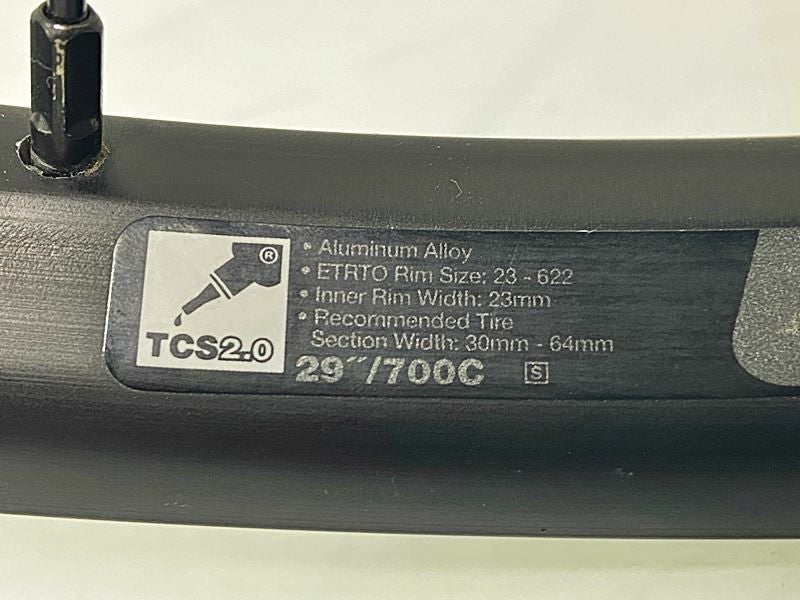 ®
TCS2.0
• Aluminum Alloy
• ETRTO Rim Size: 23 - 622
• Inner Rim Width: 23mm
• Recommended Tire
Section Width: 30mm - 64mm
29˝/700C S